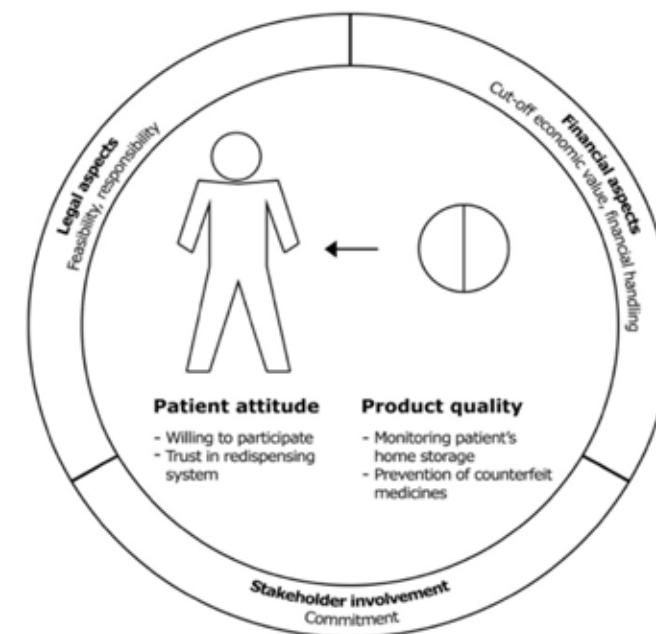 Legal aspects
Feasibility, responsibility
Financial aspects
Cut-off economic value, financial handling
Patient attitude
- Willing to participate
- Trust in redispensing
system
Product quality
- Monitoring patient's
home storage
- Prevention of counterfeit
medicines
Stakeholder involvement
Commitment